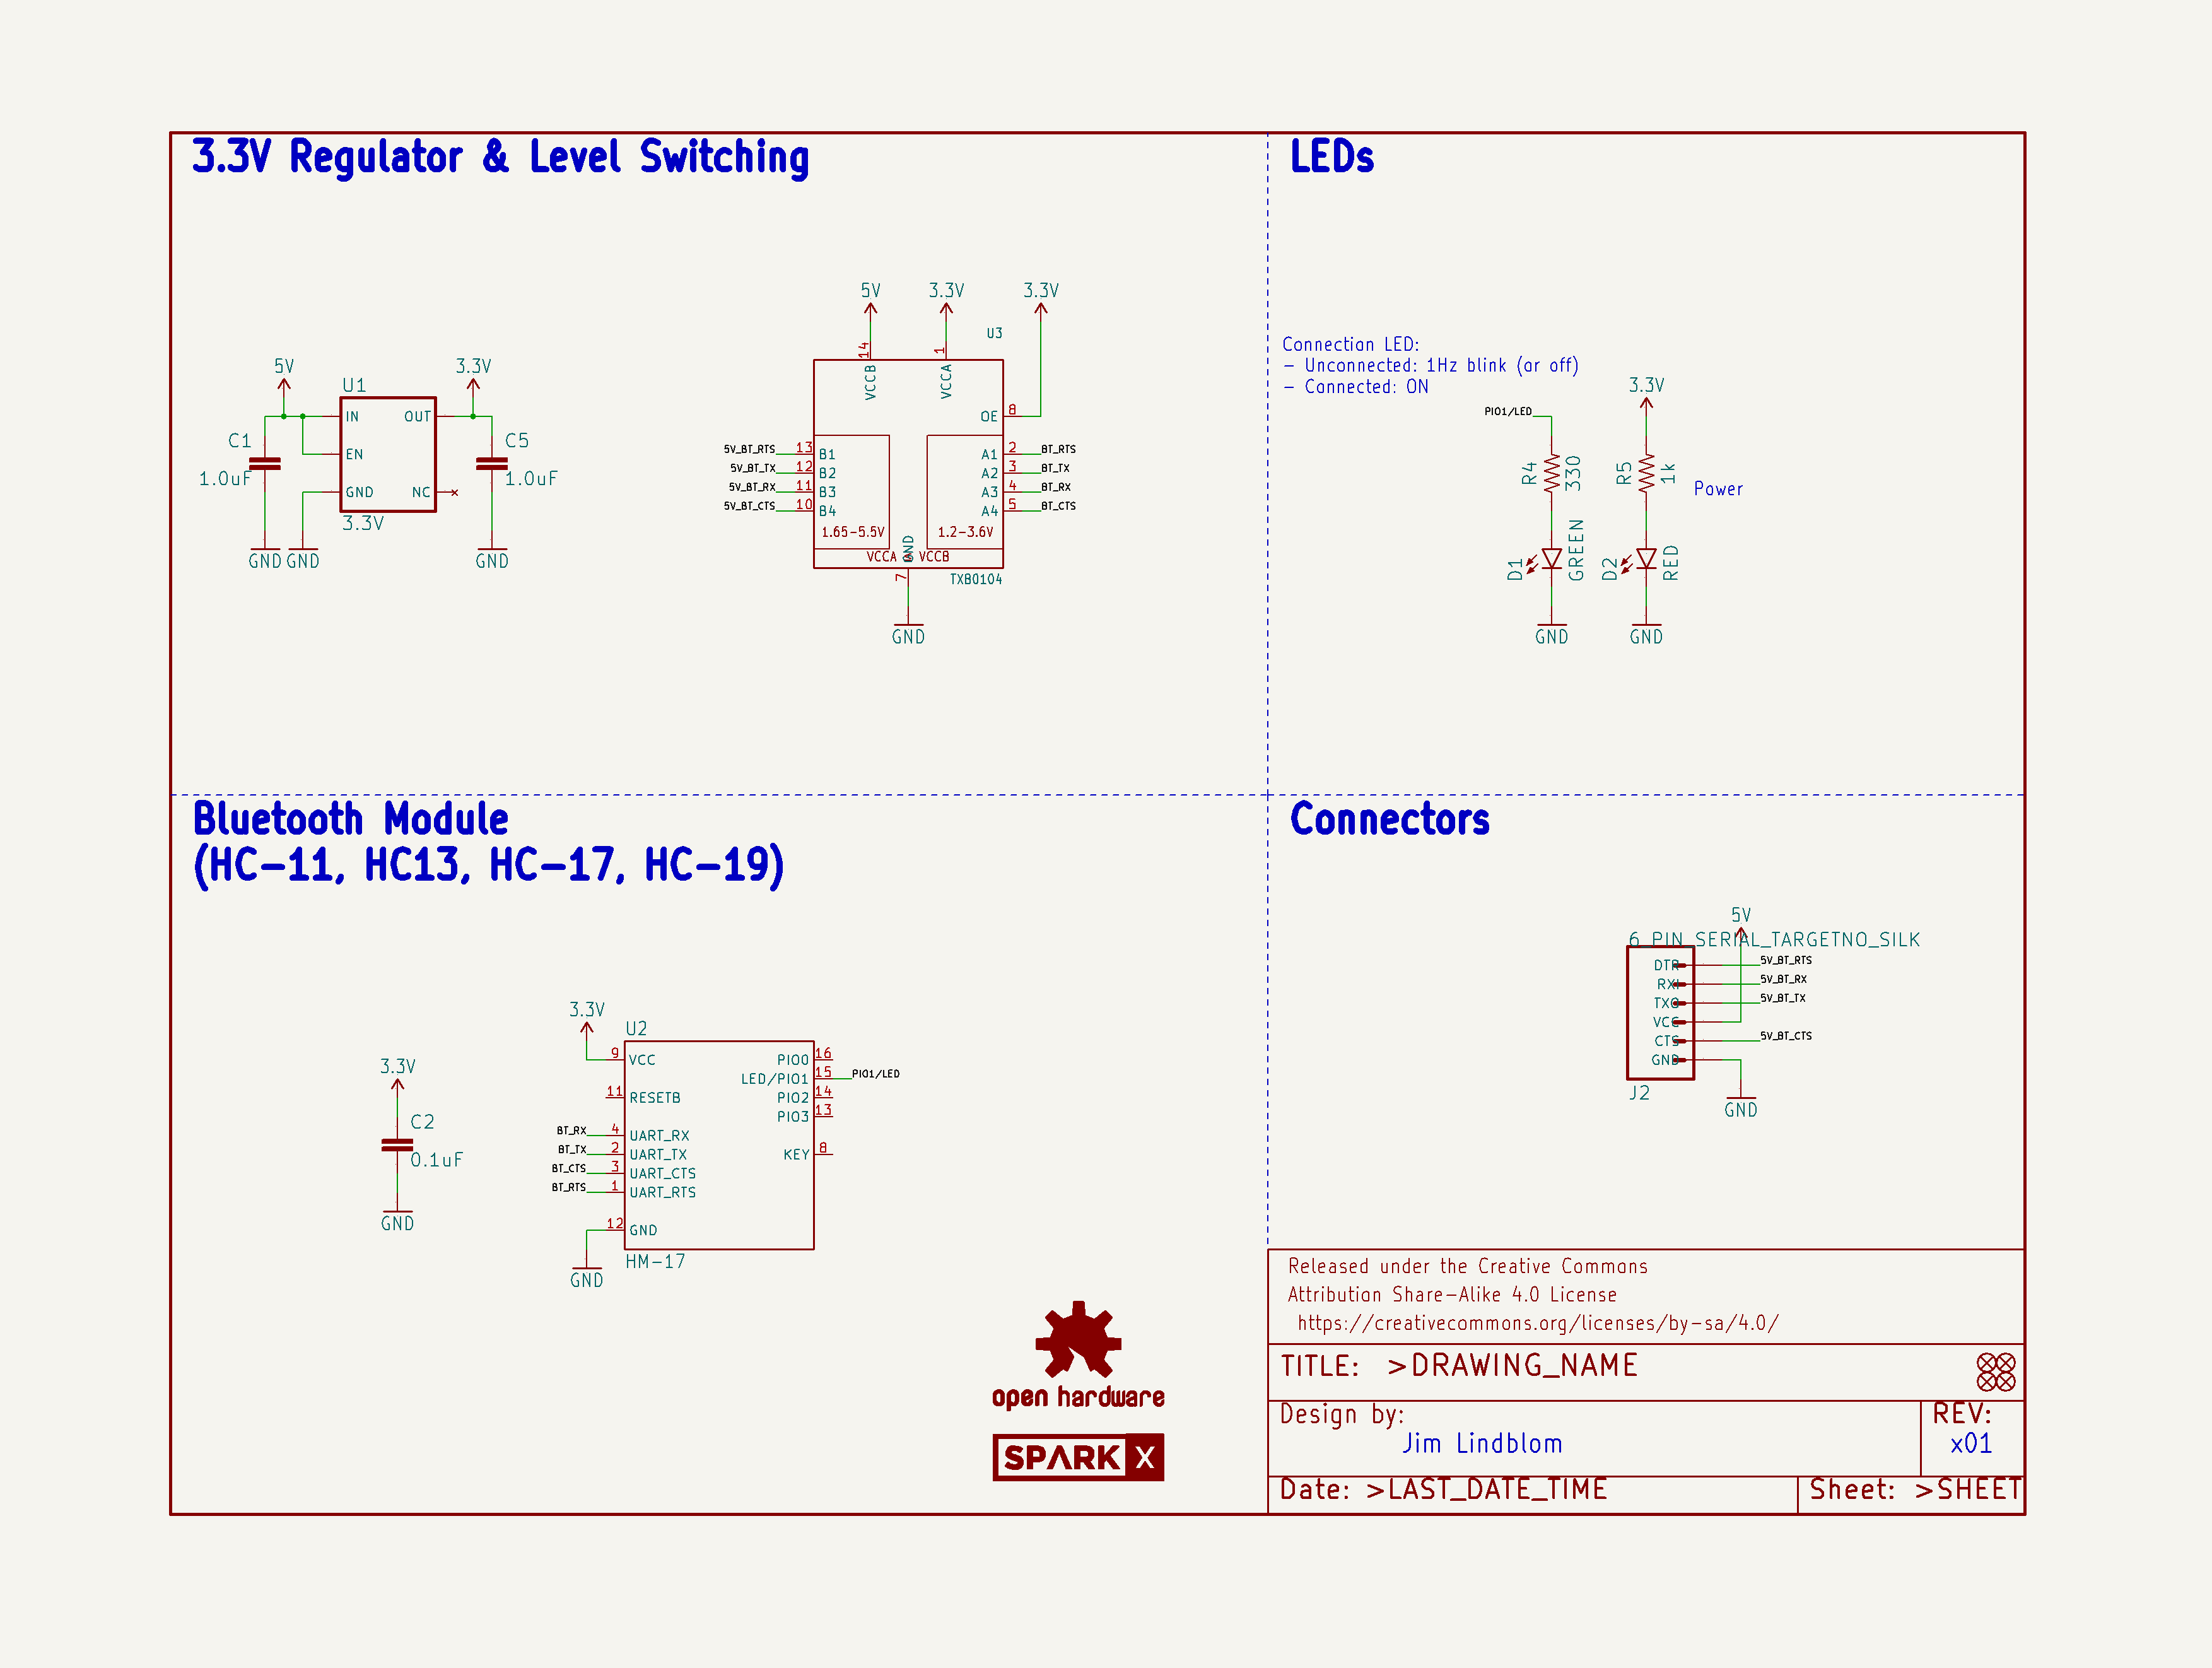 3.3V Regulator & Level Switching
5V
3.3V
U1
IN
OUT
EN
GND
NC
3.3V
C1
1.0uF
C5
1.0uF
GND
GND
GND
5V
3.3V
3.3V
U3
14
1
VCCB
VCCA
OE
8
5V_BT_RTS
13
B1
A1
2
BT_RTS
5V_BT_TX
12
B2
A2
3
BT_TX
5V_BT_RX
11
B3
A3
4
BT_RX
5V_BT_CTS
10
B4
A4
5
BT_CTS
1.65-5.5V
1.2-3.6V
GND
VCCA
VCCB
7
TXB0104
GND
LEDs
Connection LED:
- Unconnected: 1Hz blink (or off)
- Connected: ON
PIO1/LED
3.3V
R4
330
R5
1k
Power
D1
GREEN
D2
RED
GND
GND
Bluetooth Module
(HC-11, HC13, HC-17, HC-19)
3.3V
C2
0.1uF
GND
3.3V
U2
9
VCC
PIO0
16
LED/PIO1
15
PIO1/LED
11
RESETB
PIO2
14
PIO3
13
BT_RX
4
UART_RX
BT_TX
2
UART_TX
KEY
8
BT_CTS
3
UART_CTS
BT_RTS
1
UART_RTS
12
GND
HM-17
GND
Connectors
5V
6_PIN_SERIAL_TARGETNO_SILK
DTR
5V_BT_RTS
RXI
5V_BT_RX
TXO
5V_BT_TX
VCC
CTS
5V_BT_CTS
GND
J2
GND
open hardware
SPARK X
Released under the Creative Commons
Attribution Share-Alike 4.0 License
https://creativecommons.org/licenses/by-sa/4.0/
TITLE: >DRAWING_NAME
Design by:
Jim Lindblom
REV:
x01
Date: >LAST_DATE_TIME
Sheet: >SHEET